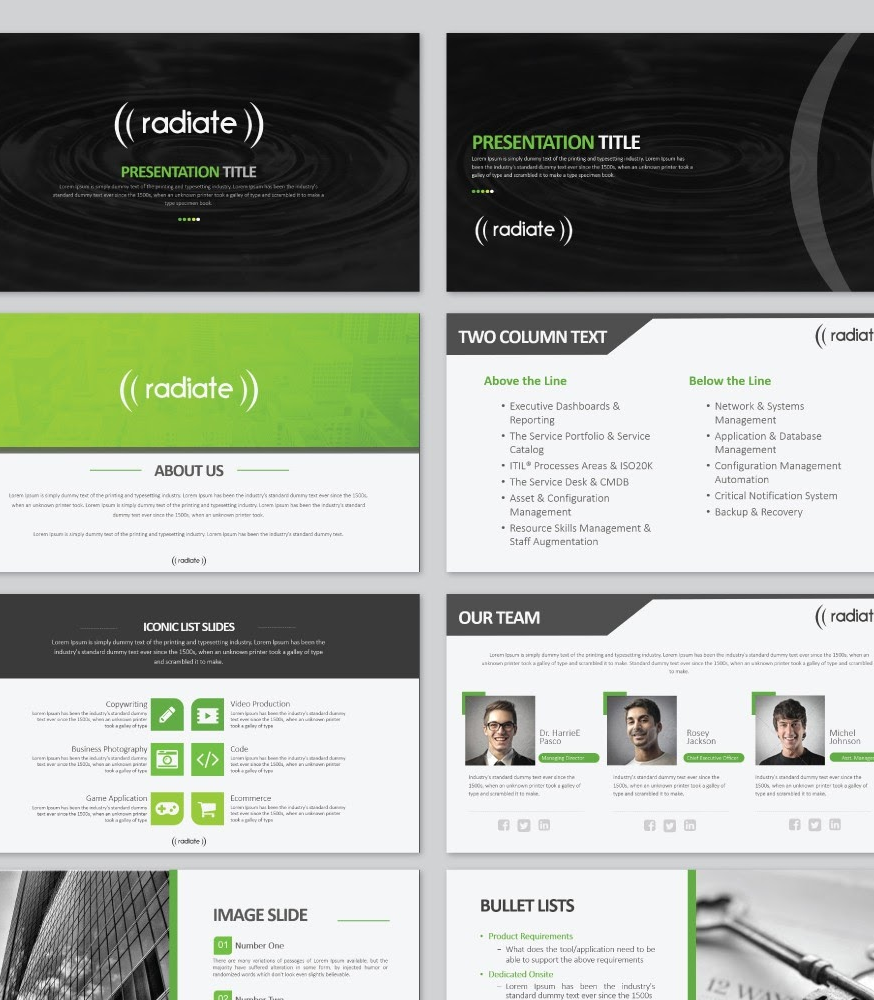 (( radiate ))
PRESENTATION TITLE
Lorem Ipsum is simply dummy text of the printing and typesetting industry. Lorem Ipsum has been the industry's
standard dummy text ever since the 1500s, when an unknown printer took a galley of type and scrambled it to make a
type specimen book.
PRESENTATION TITLE
Lorem Ipsum is simply dummy text of the printing and typesetting industry. Lorem Ipsum has
been the industry's standard dummy text ever since the 1500s, when an unknown printer took a
galley of type and scrambled it to make a type specimen book.
(( radiate ))
(( radiate ))
ABOUT US
Lorem Ipsum is simply dummy text of the printing and typesetting industry. Lorem Ipsum has been the industry's standard dummy text ever since the 1500s,
when an unknown printer took a galley of type. Lorem Ipsum is simply dummy text of the printing and typesetting industry. Lorem Ipsum has been the industry's standard
dummy text ever since the 1500s, when an unknown printer took a galley of type.
Lorem Ipsum is simply dummy text of the printing and typesetting industry. Lorem Ipsum has been the industry's standard dummy text.
(( radiate ))
TWO COLUMN TEXT
(( radiat
Above the Line
• Executive Dashboards &
Reporting
• The Service Portfolio & Service
Catalog
• ITIL® Processes Areas & ISO20K
• The Service Desk & CMDB
• Asset & Configuration
Management
• Resource Skills Management &
Staff Augmentation
Below the Line
• Network & Systems
Management
• Application & Database
Management
• Configuration Management
Automation
• Critical Notification System
• Backup & Recovery
ICONIC LIST SLIDES
Lorem Ipsum is simply dummy text of the printing and typesetting industry. Lorem Ipsum has been the
industry's standard dummy text ever since the 1500s, when an unknown printer took a galley of type
and scrambled it to make.
Copywriting
Lorem Ipsum has been the industry's standard dummy
text ever since the 1500s, when an unknown printer
took a galley of type
Video Production
Lorem Ipsum has been the industry's standard dummy
text ever since the 1500s, when an unknown printer
took a galley of type
Business Photography
Lorem Ipsum has been the industry's standard dummy
text ever since the 1500s, when an unknown printer
took a galley of type
</>
Code
Lorem Ipsum has been the industry's standard dummy
text ever since the 1500s, when an unknown printer
took a galley of type
Game Application
Lorem Ipsum has been the industry's standard dummy
text ever since the 1500s, when an unknown printer
took a galley of type
Ecommerce
Lorem Ipsum has been the industry's standard dummy
text ever since the 1500s, when an unknown printer
took a galley of type
(( radiate ))
OUR TEAM
(( radiat
Lorem Ipsum is simply dummy text of the printing and typesetting industry. Lorem Ipsum has been the industry's standard dummy text ever since the 1500s, when an
unknown printer took a galley of type and scrambled it to make. Standard dummy text ever since the 1500s, when an unknown printer took a galley of type and scrambled
to make.
Dr. HarrieE
Pasco
Managing Director
Industry's standard dummy text ever since the
1500s, when an unknown printer took a galley of
type and scrambled it to make.
Rosey
Jackson
Chief Executive Officer
Industry's standard dummy text ever since the
1500s, when an unknown printer took a galley of
type and scrambled it to make.
Michel
Johnson
Asst. Manager
Industry's standard dummy text ever since the
1500s, when an unknown printer took a galley of
type and scrambled it to make.
IMAGE SLIDE
01 Number One
There are many variations of passages of Lorem Ipsum available, but the
majority have suffered alteration in some form, by injected humor or
randomized words which don't look even slightly believable.
02 Number Two
BULLET LISTS
• Product Requirements
– What does the tool/application need to be
able to support the above requirements
• Dedicated Onsite
– Lorem Ipsum has been the industry's
standard dummy text ever since the 1500s
12 WAY